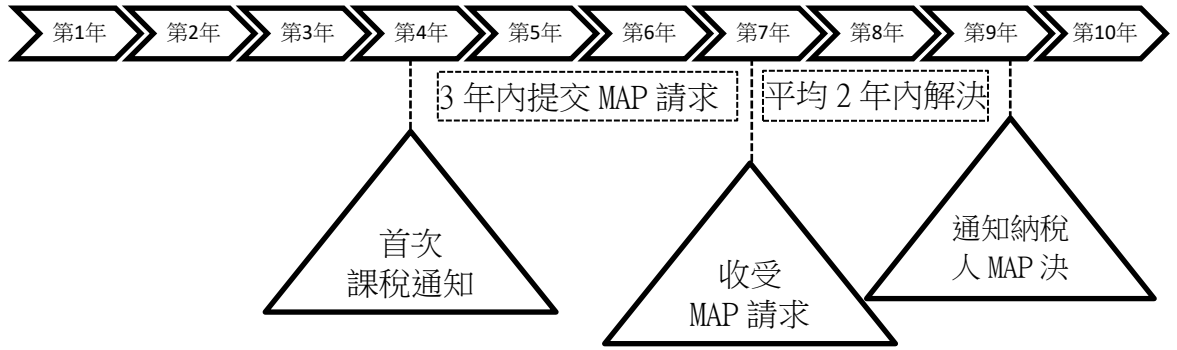 第1年 第2年 第3年 第4年 第5年 第6年 第7年 第8年 第9年 第10年
3 年內提交 MAP 請求
平均 2 年內解決
首次
課稅通知
收受
MAP 請求
通知納稅
人 MAP 決